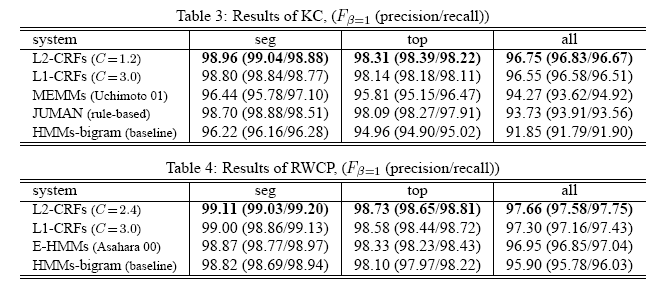 Table 3: Results of KC, (Fβ=1 (precision/recall))
system seg top all
L2-CRFs (C=1.2) 98.96 (99.04/98.88) 98.31 (98.39/98.22) 96.75 (96.83/96.67)
L1-CRFs (C=3.0) 98.80 (98.84/98.77) 98.14 (98.18/98.11) 96.55 (96.58/96.51)
MEMMs (Uchimoto 01) 96.44 (95.78/97.10) 95.81 (95.15/96.47) 94.27 (93.62/94.92)
JUMAN (rule-based) 98.70 (98.88/98.51) 98.09 (98.27/97.91) 93.73 (93.91/93.56)
HMMs-bigram (baseline) 96.22 (96.16/96.28) 94.96 (94.90/95.02) 91.85 (91.79/91.90)
Table 4: Results of RWCP, (Fβ=1 (precision/recall))
system seg top all
L2-CRFs (C=2.4) 99.11 (99.03/99.20) 98.73 (98.65/98.81) 97.66 (97.58/97.75)
L1-CRFs (C=3.0) 99.00 (98.86/99.13) 98.58 (98.44/98.72) 97.30 (97.16/97.43)
E-HMMs (Asahara 00) 98.87 (98.77/98.97) 98.33 (98.23/98.43) 96.95 (96.85/97.04)
HMMs-bigram (baseline) 98.82 (98.69/98.94) 98.10 (97.97/98.22) 95.90 (95.78/96.03)